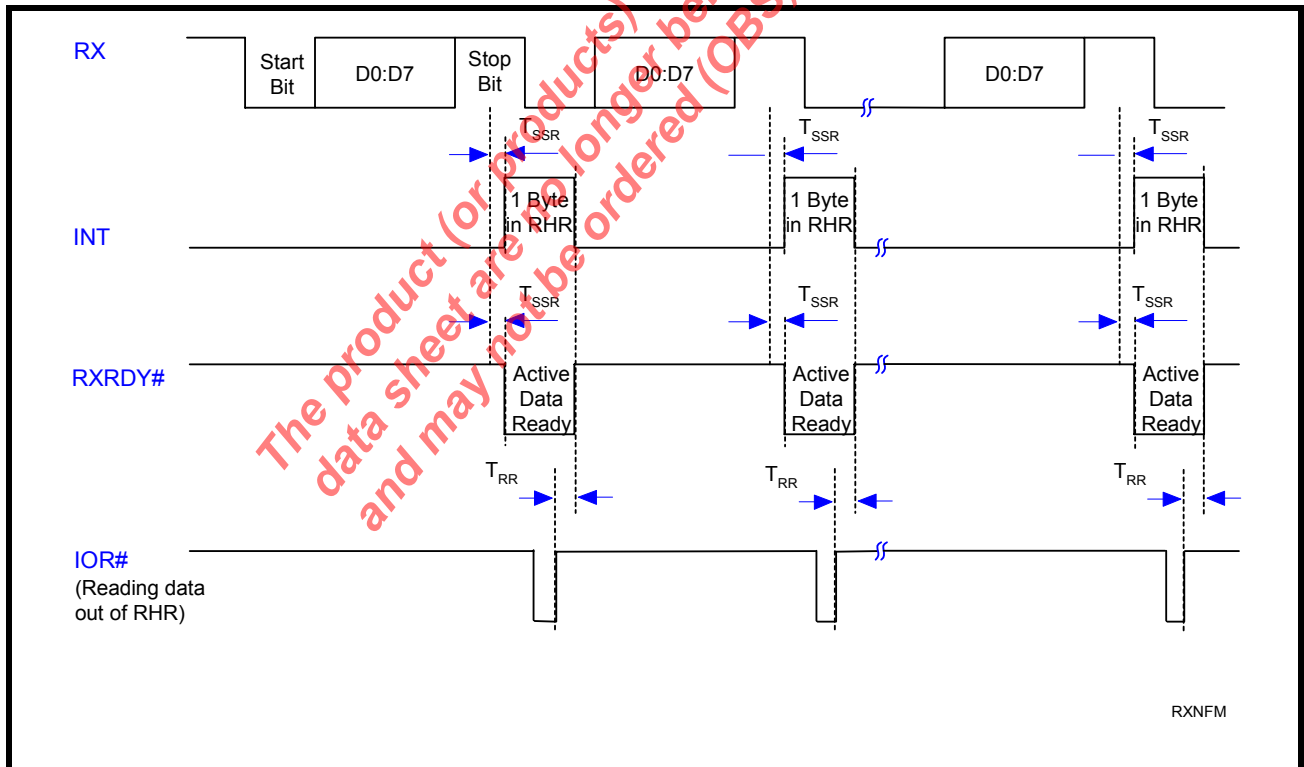 RX
Start
Bit
D0:D7
Stop
Bit
D0:D7
D0:D7
TSSR
TSSR
TSSR
INT
1 Byte
in RHR
1 Byte
in RHR
1 Byte
in RHR
TSSR
TSSR
TSSR
RXRDY#
Active
Data
Ready
Active
Data
Ready
Active
Data
Ready
TRR
TRR
TRR
IOR#
(Reading data
out of RHR)
RXNFM
The product (or products)
data sheet are no longer
and may not be ordered (OBS)